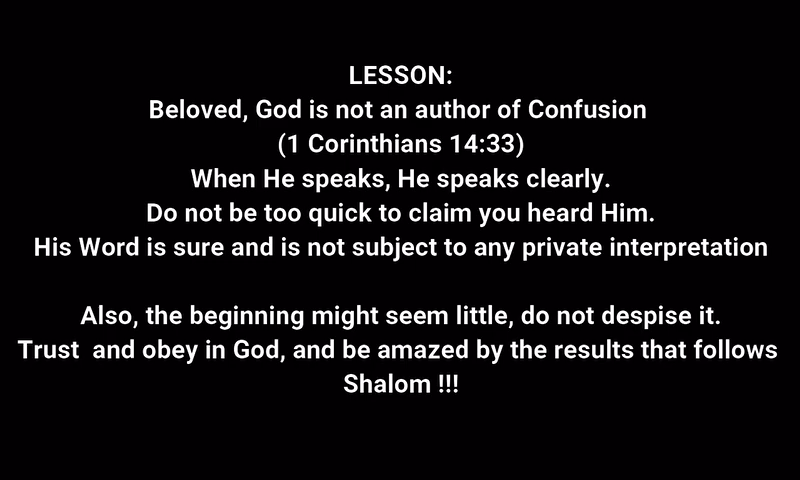 LESSON:
Beloved, God is not an author of Confusion
(1 Corinthians 14:33)
When He speaks, He speaks clearly.
Do not be too quick to claim you heard Him.
His Word is sure and is not subject to any private interpretation
Also, the beginning might seem little, do not despise it.
Trust  and obey in God, and be amazed by the results that follows
Shalom !!!